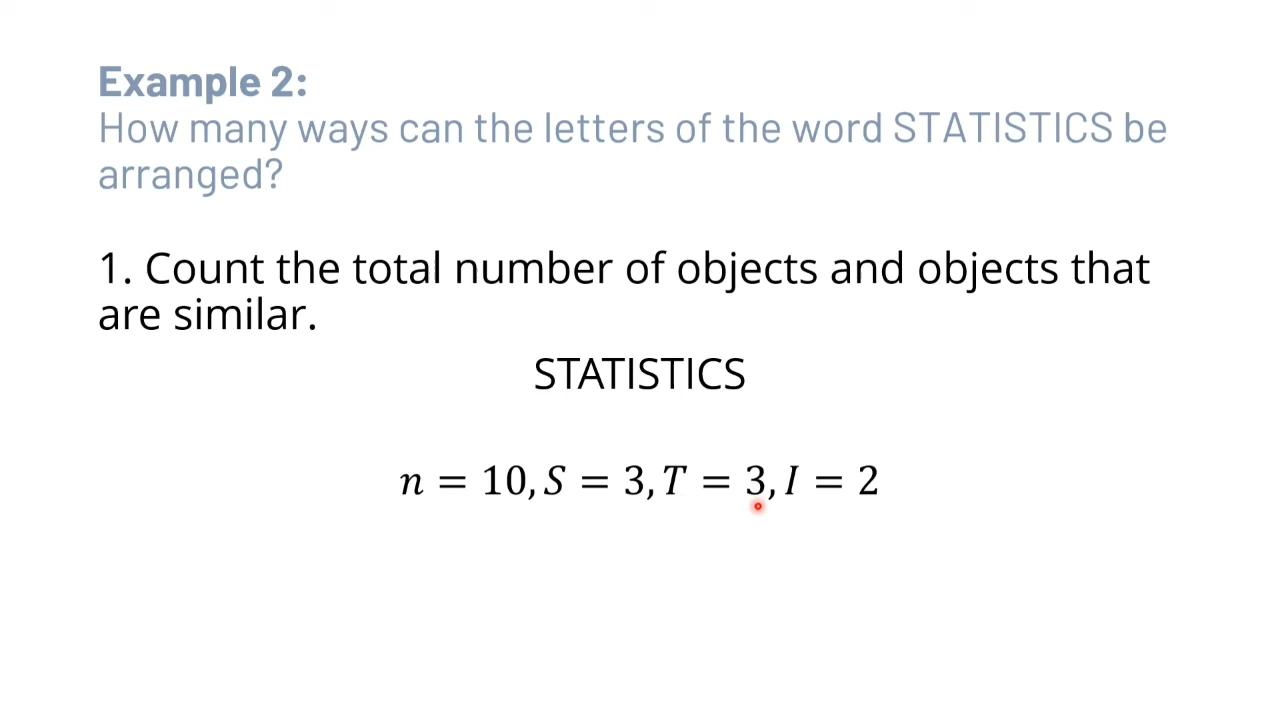 Example 2:
How many ways can the letters of the word STATISTICS be
arranged?
1. Count the total number of objects and objects that
are similar.
STATISTICS
n = 10, S = 3, T = 3, I = 2